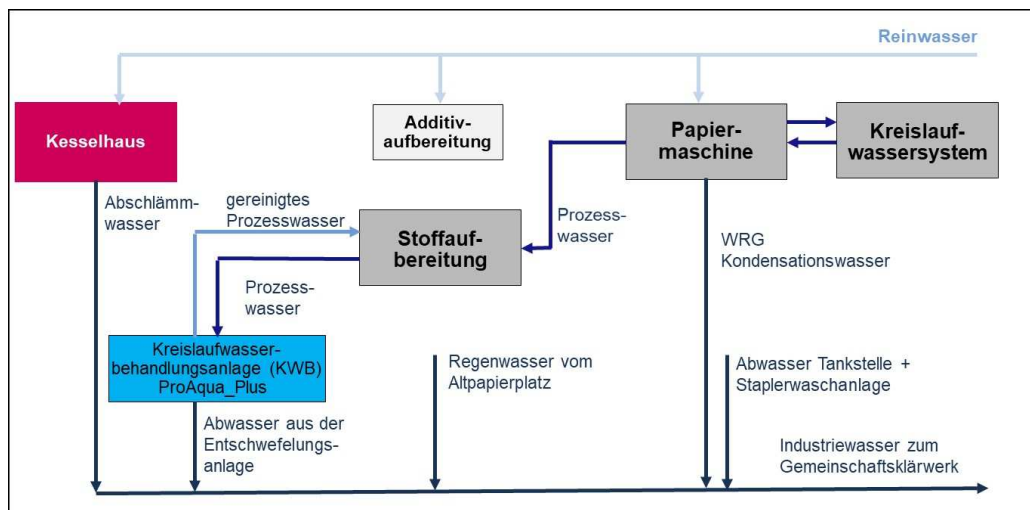 Reinwasser
Kesselhaus
Additiv-
aufbereitung
Papier-
maschine
Kreislauf-
wassersystem
Abschlämm-
wasser
gereinigtes
Prozesswasser
Stoffauf-
bereitung
Prozess-
wasser
WRG
Kondensationswasser
Prozess-
wasser
Kreislaufwasser-
behandlungsanlage (KWB)
ProAqua_Plus
Regenwasser vom
Altpapierplatz
Abwasser Tankstelle +
Staplerwaschanlage
Abwasser aus der
Entschwefelungs-
anlage
Industriewasser zum
Gemeinschaftsklärwerk